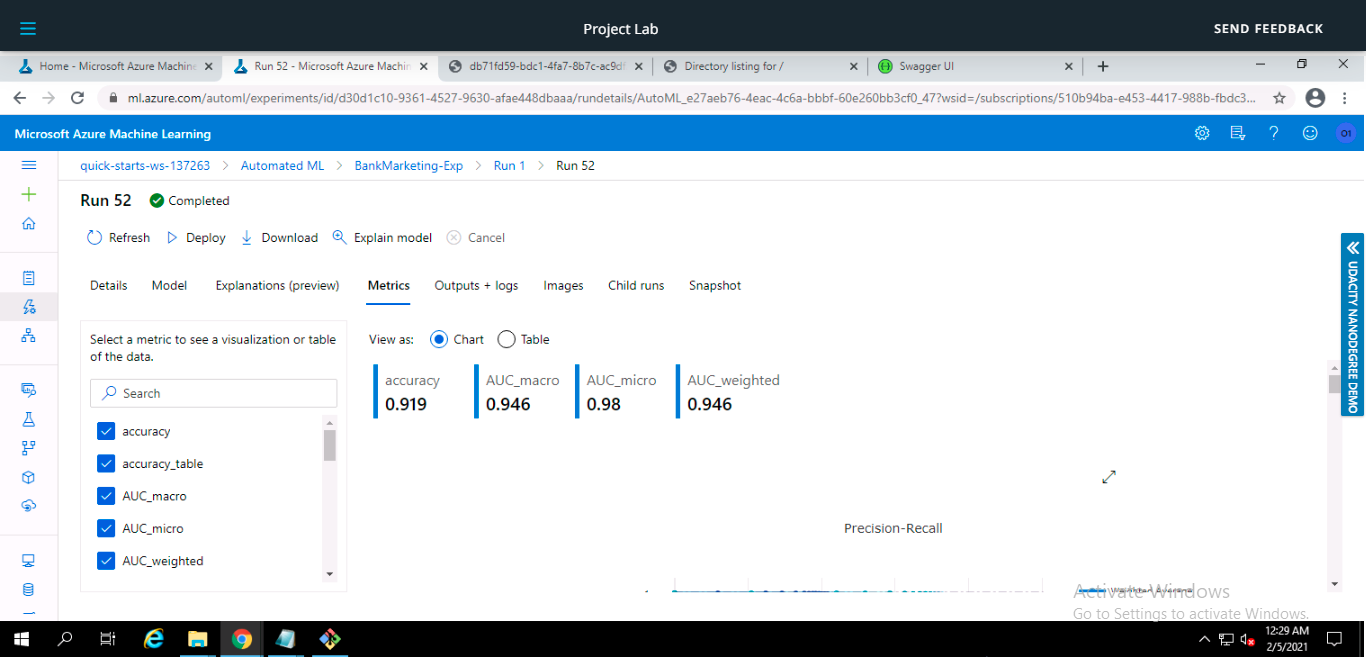 Project Lab
SEND FEEDBACK
Home - Microsoft Azure Machine
Run 52 - Microsoft Azure Machin
db71fd59-bdc1-4fa7-8b7c-ac9df
Directory listing for /
Swagger UI
ml.azure.com/automl/experiments/id/d30d1c10-9361-4527-9630-afae448dbaaa/rundetails/AutoML_e27aeb76-4eac-4c6a-bbbf-60e260bb3cf0_47?wsid=/subscriptions/510b94ba-e453-4417-988b-fbdc3...
Microsoft Azure Machine Learning
01
quick-starts-ws-137263 > Automated ML > BankMarketing-Exp > Run 1 > Run 52
Run 52 Completed
Refresh Deploy Download Explain model Cancel
Details Model Explanations (preview) Metrics Outputs + logs Images Child runs Snapshot
UDACITY NANODEGREE DEMO
Select a metric to see a visualization or table
of the data.
Search
accuracy
accuracy_table
AUC_macro
AUC_micro
AUC_weighted
View as: Chart Table
accuracy AUC_macro AUC_micro AUC_weighted
0.919 0.946 0.98 0.946
Precision-Recall
Activate Windows
Go to Settings to activate Windows.
12:29 AM
2/5/2021